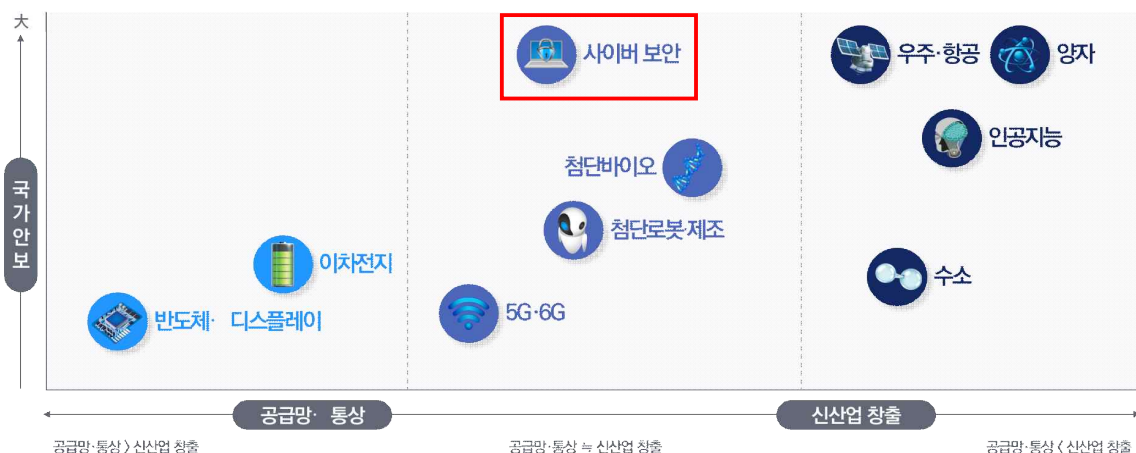 大
사이버 보안
우주·항공
양자
인공지능
첨단바이오
첨단로봇·제조
국가안보
이차전지
수소
반도체· 디스플레이
5G·6G
공급망· 통상
신산업 창출
공급망·통상 > 신산업 창출
공급망·통상 ≒ 신산업 창출
공급망·통상 < 신산업 창출